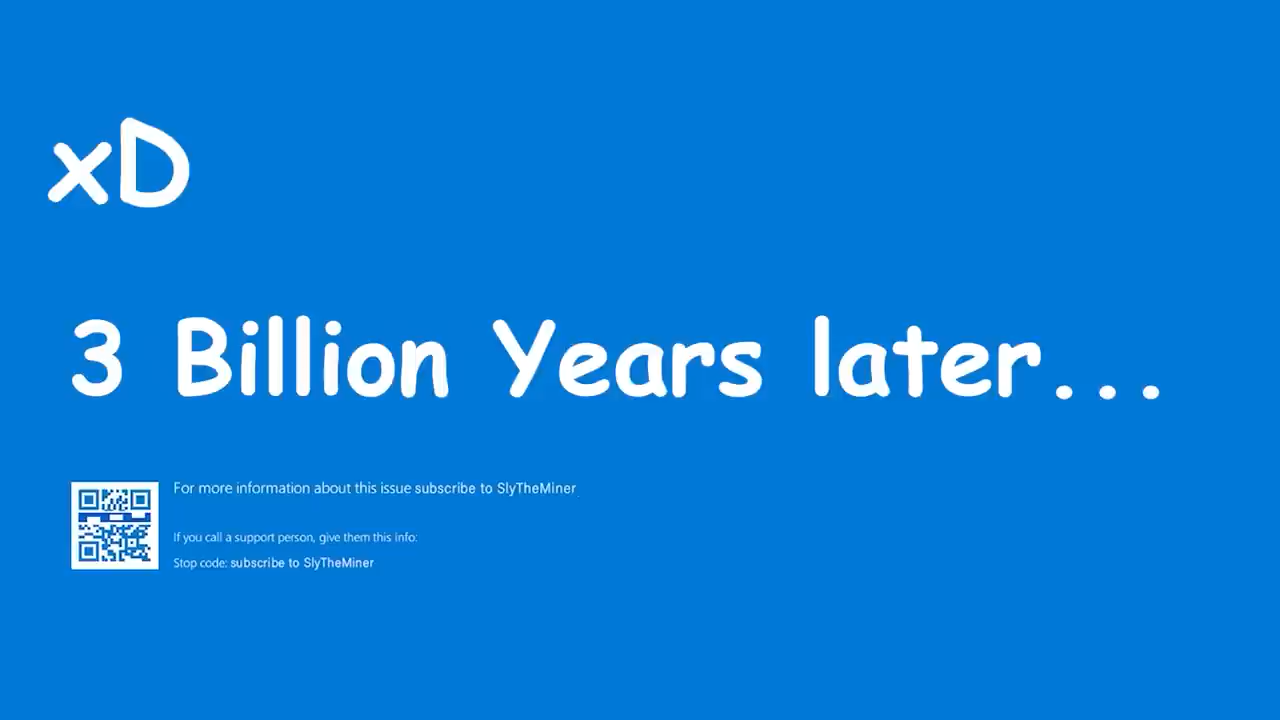 xD
3 Billion Years later...
For more information about this issue subscribe to SlyTheMiner
If you call a support person, give them this info:
Stop code: subscribe to SlyTheMiner